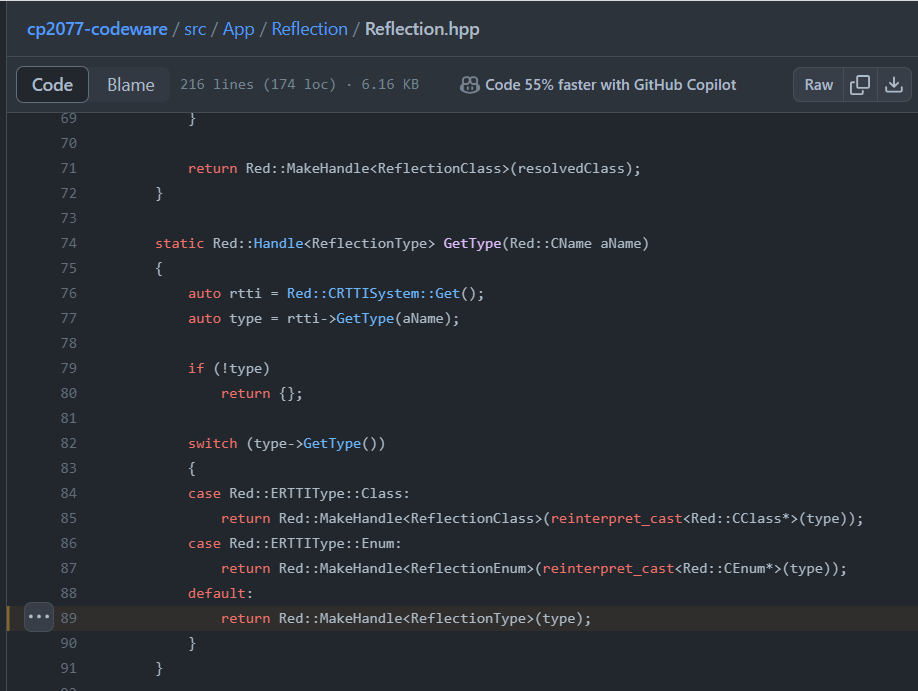 cp2077-codeware / src / App / Reflection / Reflection.hpp
Code Blame 216 lines (174 loc) · 6.16 KB Code 55% faster with GitHub Copilot Raw
69 }
70
71 return Red::MakeHandle<ReflectionClass>(resolvedClass);
72 }
73
74 static Red::Handle<ReflectionType> GetType(Red::CName aName)
75 {
76 auto rtti = Red::CRTTISystem::Get();
77 auto type = rtti->GetType(aName);
78
79 if (!type)
80 return {};
81
82 switch (type->GetType())
83 {
84 case Red::ERTTIType::Class:
85 return Red::MakeHandle<ReflectionClass>(reinterpret_cast<Red::CClass*>(type));
86 case Red::ERTTIType::Enum:
87 return Red::MakeHandle<ReflectionEnum>(reinterpret_cast<Red::CEnum*>(type));
88 default:
89 return Red::MakeHandle<ReflectionType>(type);
90 }
91 }